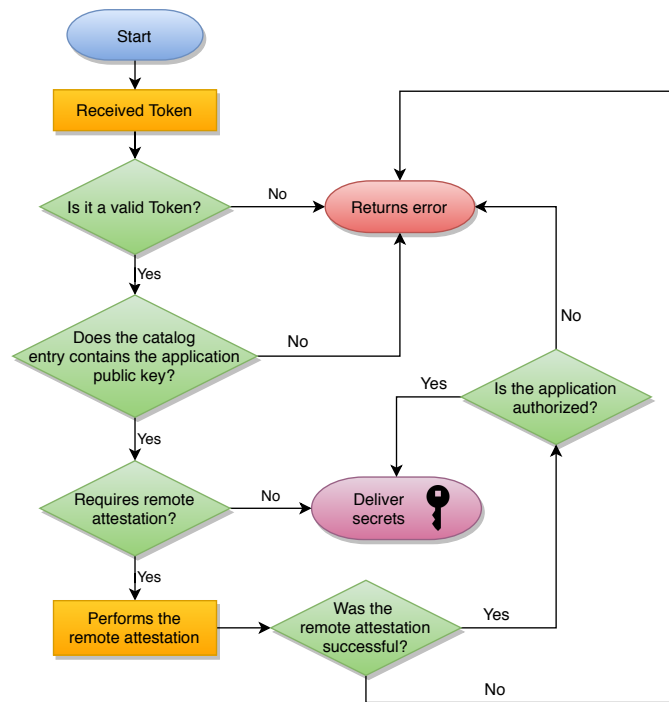 Start
Received Token
Is it a valid Token?
No
Returns error
Yes
No
Does the catalog
entry contains the application
public key?
No
Yes
Is the application
authorized?
Yes
Requires remote
attestation?
No
Deliver
secrets
Yes
Performs the
remote attestation
Was the
remote attestation
successful?
Yes
No